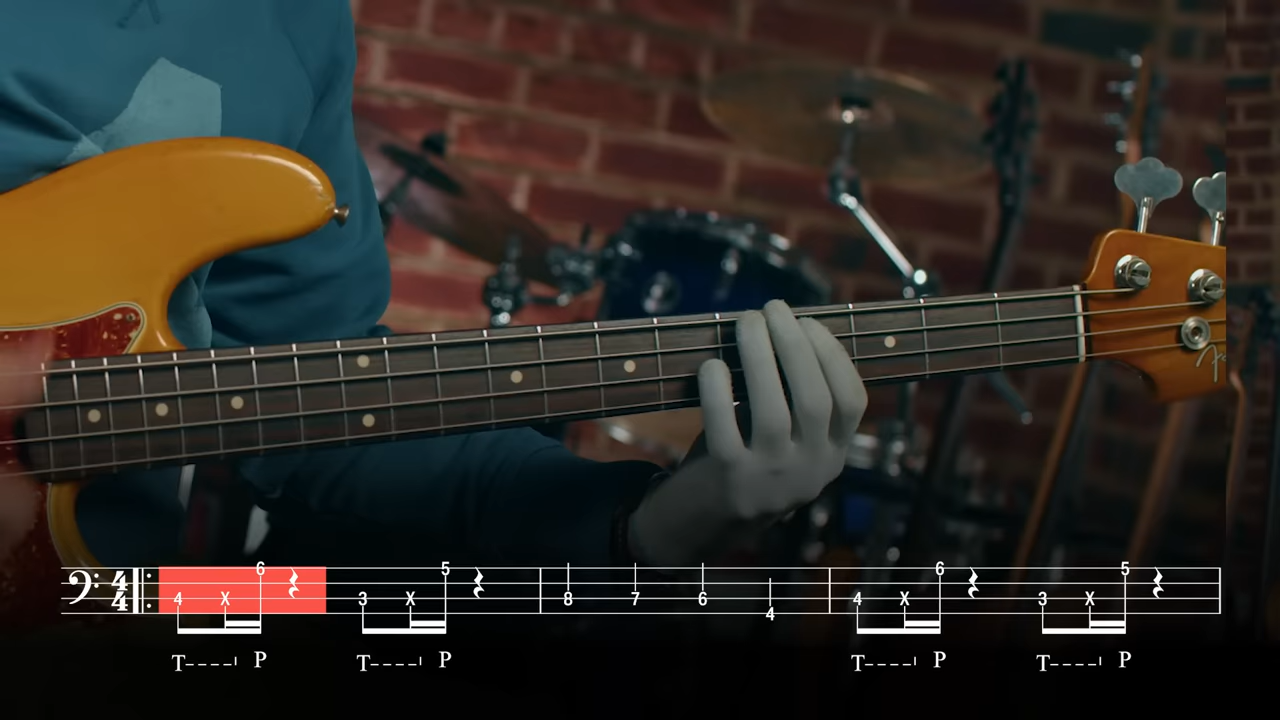 6 5 6 5
4 4 X 3 X 8 7 6 4 X 3 X
4 4
T----ı P T----ı P T----ı P T----ı P